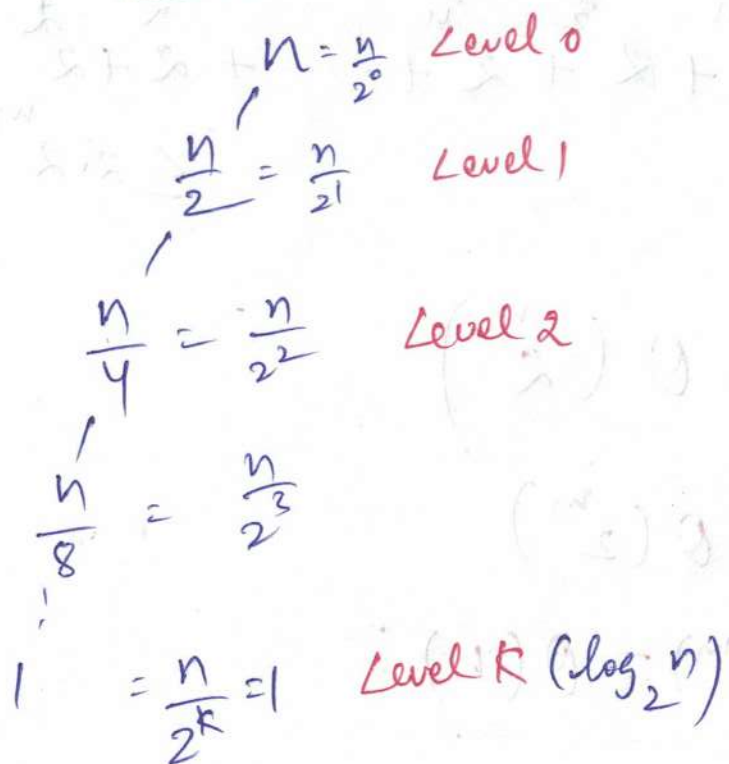 n = n/2⁰ Level 0
n/2 = n/2¹ Level 1
n/4 = n/2² Level 2
n/8 = n/2³
⋮
1 = n/2ᴷ = 1 Level K (log₂ n)